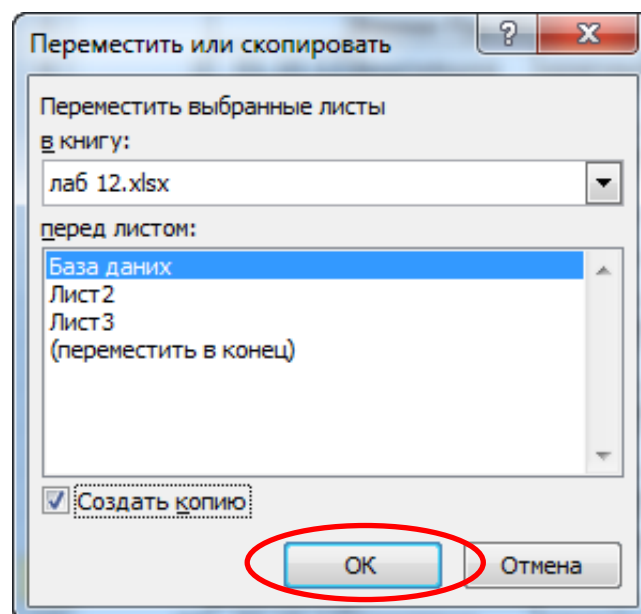 Переместить или скопировать
Переместить выбранные листы
в книгу:
лаб 12.xlsx
перед листом:
База даних
Лист2
Лист3
(переместить в конец)
Создать копию
ОК Отмена